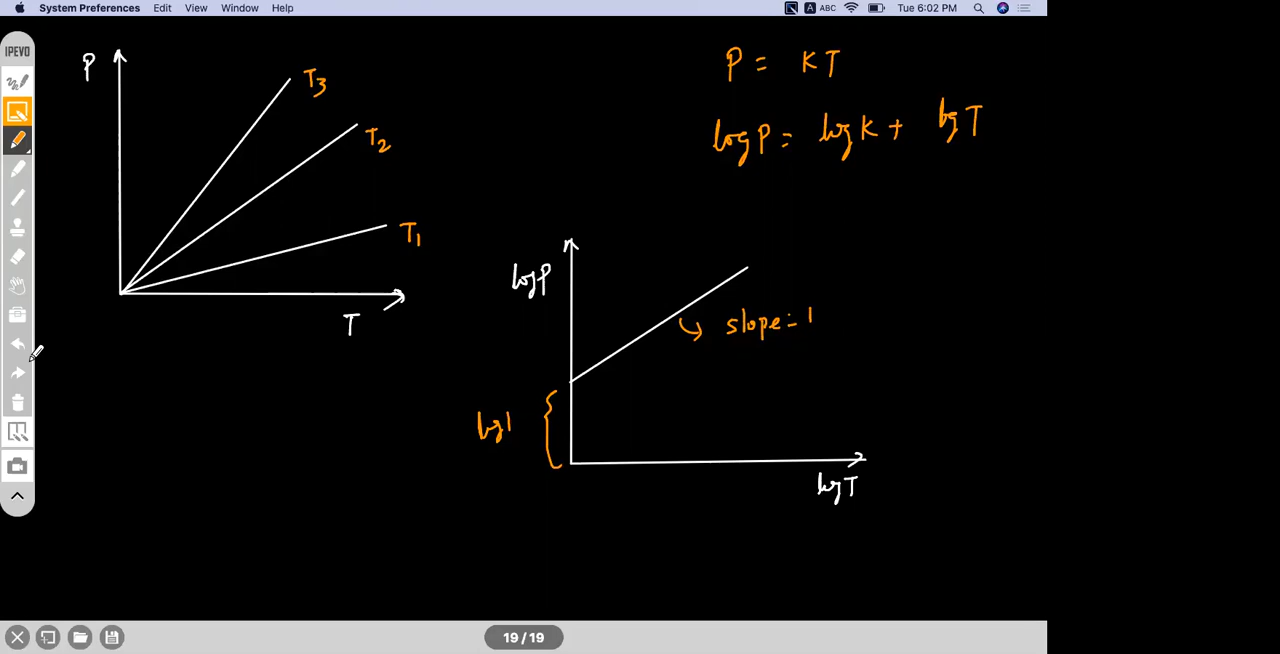 System Preferences Edit View Window Help
A ABC Tue 6:02 PM
IPEVO
P
T3
T2
T1
T
P = KT
log P = log K + log T
log P
slope = 1
log
log T
19 / 19